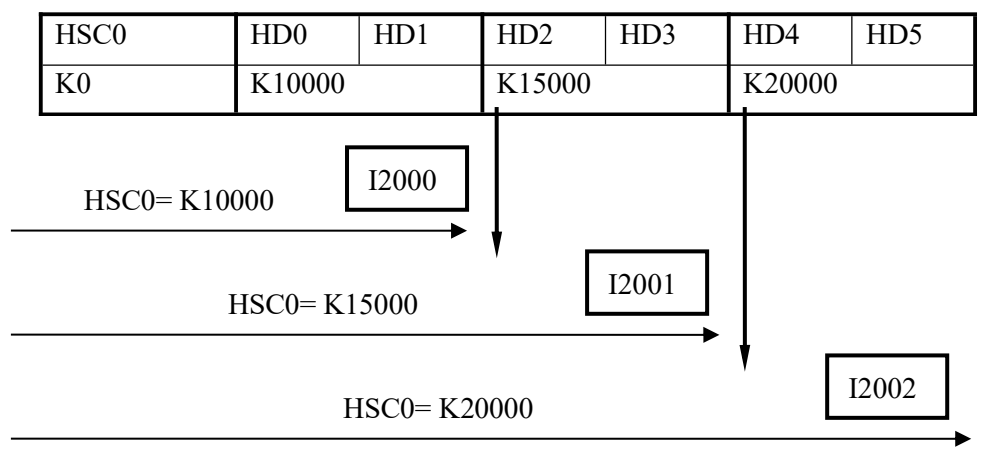 HSC0 HD0 HD1 HD2 HD3 HD4 HD5
K0 K10000 K15000 K20000
I2000
HSC0= K10000
I2001
HSC0= K15000
I2002
HSC0= K20000